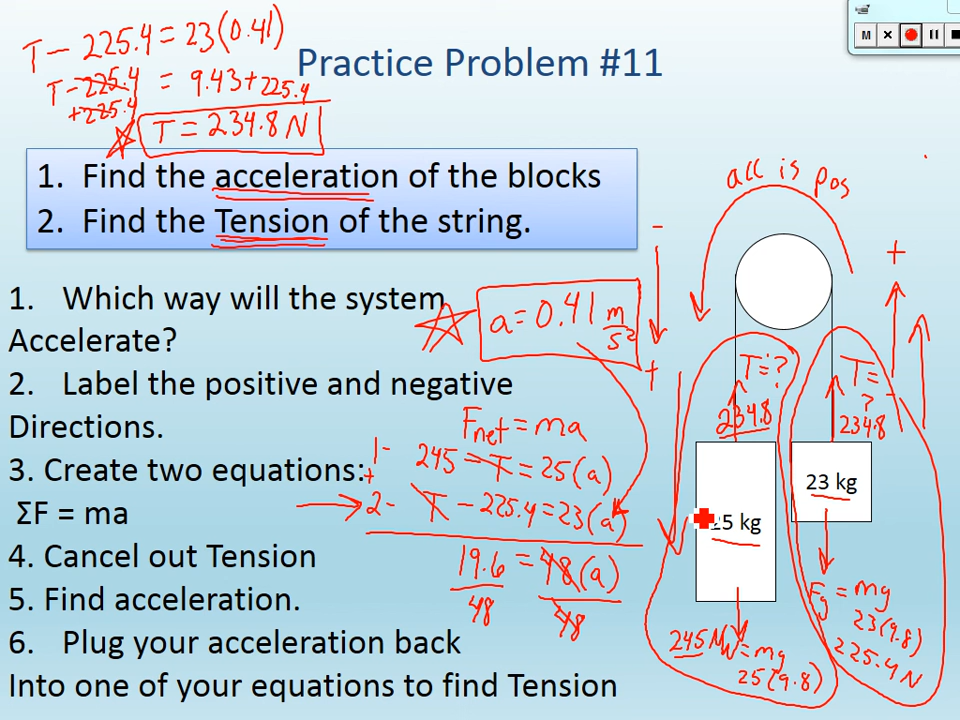 T - 225.4 = 23(0.41)
T - 225.4 = 9.43 + 225.4
+225.4
T = 234.8 N
Practice Problem #11
M
1. Find the acceleration of the blocks
2. Find the Tension of the string.
all is pos
-
+
+
-
1. Which way will the system
Accelerate?
2. Label the positive and negative
Directions.
3. Create two equations:
ΣF = ma
4. Cancel out Tension
5. Find acceleration.
6. Plug your acceleration back
Into one of your equations to find Tension
a = 0.41 m/s²
Fnet = ma
1- 245 - T = 25(a)
+
2- T - 225.4 = 23(a)
19.6 = 48(a)
48 48
T = ?
234.8
T = ?
234.8
25 kg
23 kg
245 N W = mg
25(9.8)
Fg = mg
23(9.8)
225.4 N